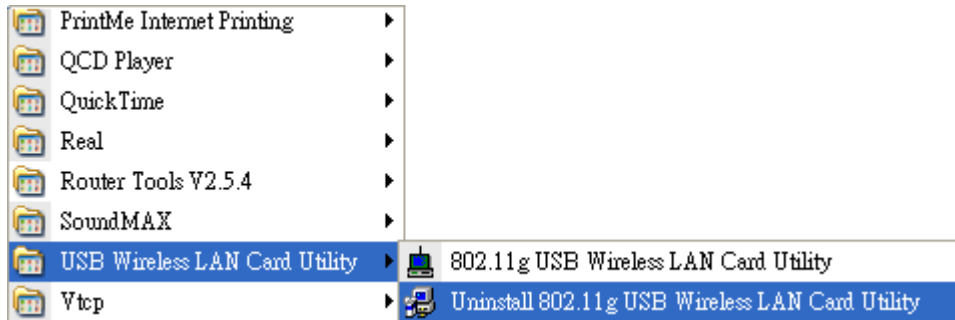 PrintMe Internet Printing
QCD Player
QuickTime
Real
Router Tools V2.5.4
SoundMAX
USB Wireless LAN Card Utility
802.11g USB Wireless LAN Card Utility
Vtcp
Uninstall 802.11g USB Wireless LAN Card Utility